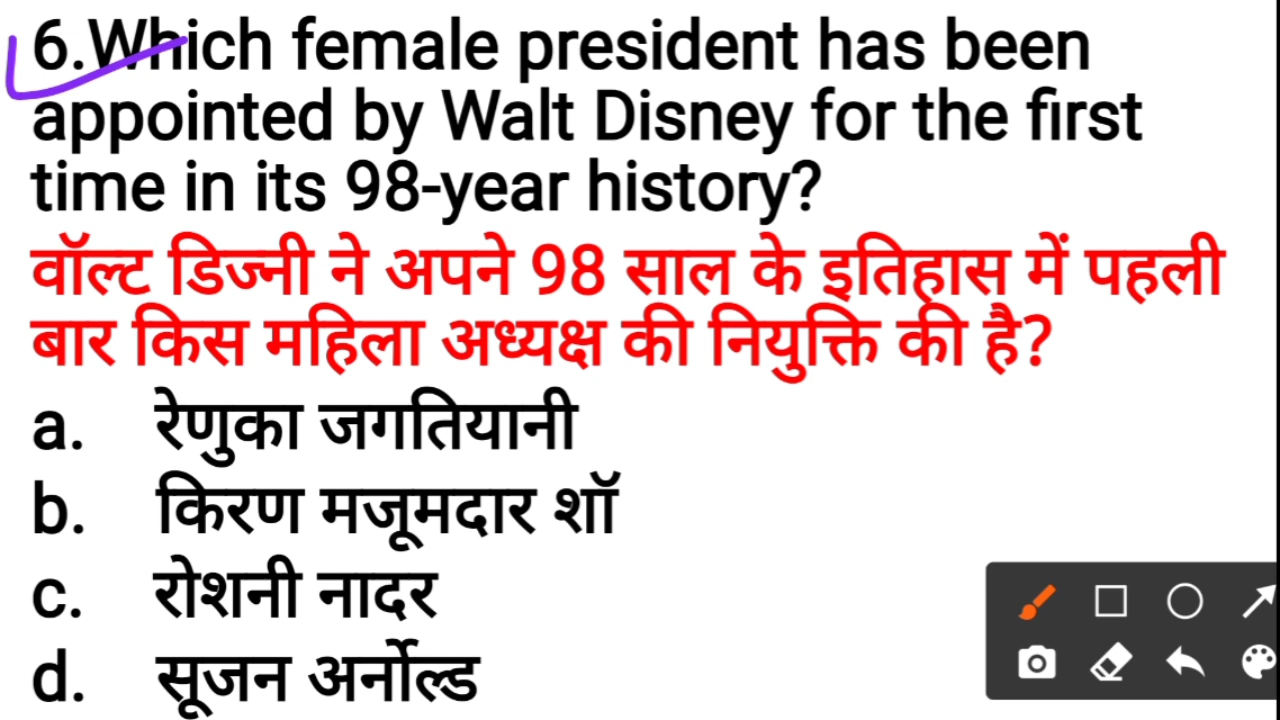 6.Which female president has been
appointed by Walt Disney for the first
time in its 98-year history?
वॉल्ट डिज्नी ने अपने 98 साल के इतिहास में पहली
बार किस महिला अध्यक्ष की नियुक्ति की है?
a. रेणुका जगतियानी
b. किरण मजूमदार शॉ
c. रोशनी नादर
d. सूजन अर्नोल्ड